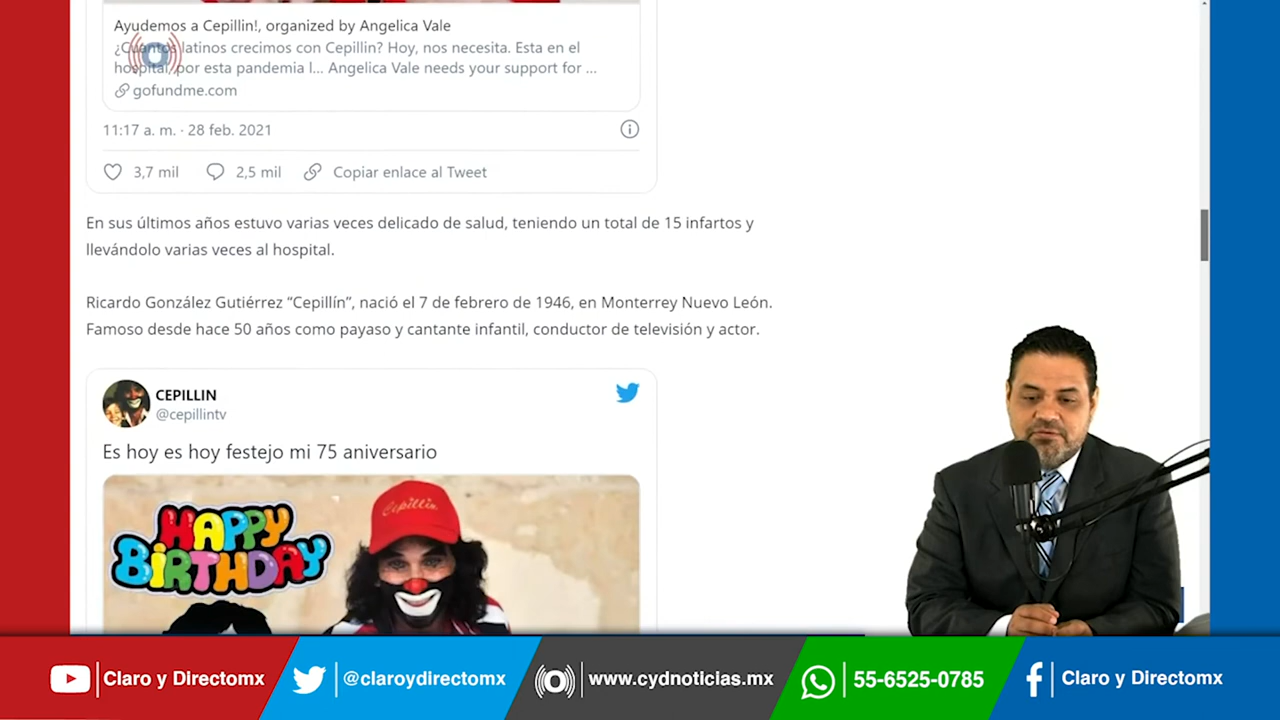 Ayudemos a Cepillin!, organized by Angelica Vale
¿Cuantos latinos crecimos con Cepillin? Hoy, nos necesita. Esta en el
hospital, por esta pandemia l... Angelica Vale needs your support for ...
gofundme.com
11:17 a. m. · 28 feb. 2021
3,7 mil 2,5 mil Copiar enlace al Tweet
En sus últimos años estuvo varias veces delicado de salud, teniendo un total de 15 infartos y
llevándolo varias veces al hospital.
Ricardo González Gutiérrez “Cepillín”, nació el 7 de febrero de 1946, en Monterrey Nuevo León.
Famoso desde hace 50 años como payaso y cantante infantil, conductor de televisión y actor.
CEPILLIN
@cepillintv
Es hoy es hoy festejo mi 75 aniversario
Cepillin
HAPPY
BIRTHDAY
Claro y Directomx @claroydirectomx www.cydnoticias.mx 55-6525-0785 Claro y Directomx